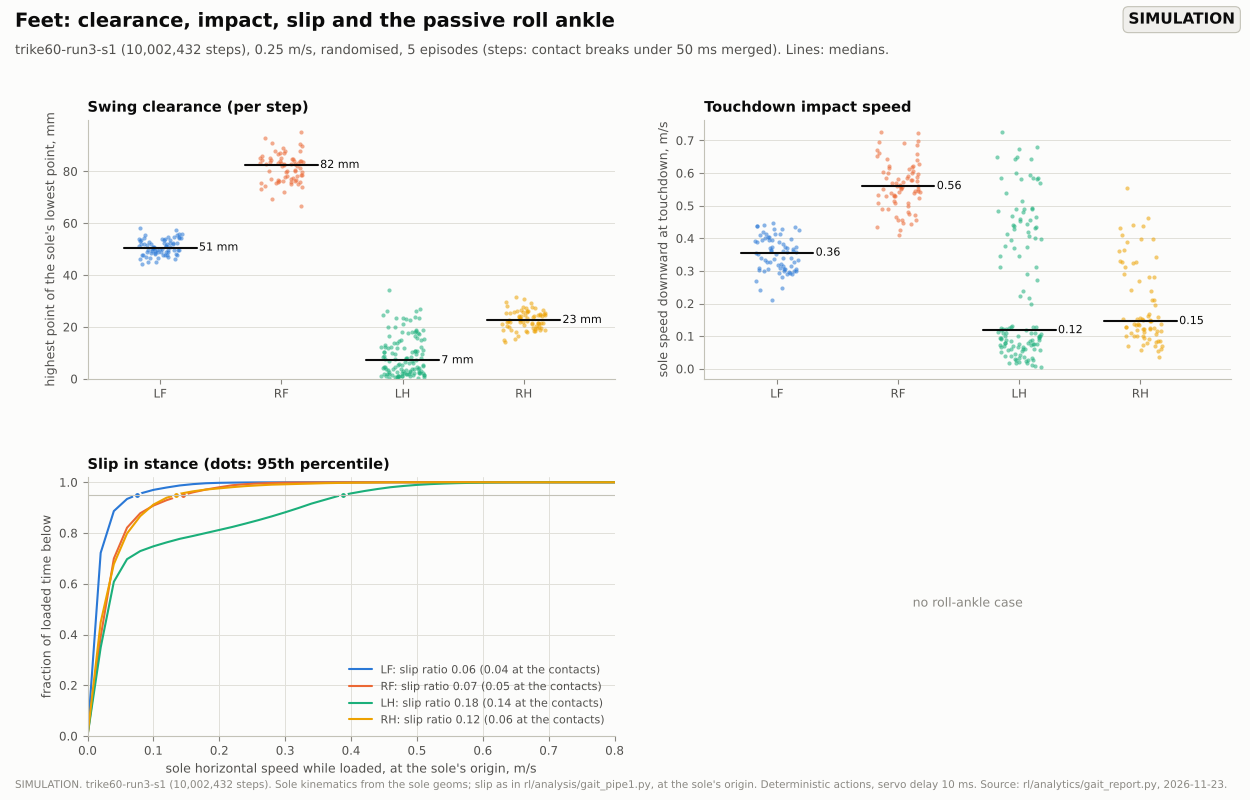 Feet: clearance, impact, slip and the passive roll ankle
SIMULATION
trike60-run3-s1 (10,002,432 steps), 0.25 m/s, randomised, 5 episodes (steps: contact breaks under 50 ms merged). Lines: medians.
Swing clearance (per step)
highest point of the sole's lowest point, mm
80
60
40
20
0
51 mm
82 mm
7 mm
23 mm
LF
RF
LH
RH
Touchdown impact speed
sole speed downward at touchdown, m/s
0.7
0.6
0.5
0.4
0.3
0.2
0.1
0.0
0.36
0.56
0.12
0.15
LF
RF
LH
RH
Slip in stance (dots: 95th percentile)
fraction of loaded time below
1.0
0.8
0.6
0.4
0.2
0.0
LF: slip ratio 0.06 (0.04 at the contacts)
RF: slip ratio 0.07 (0.05 at the contacts)
LH: slip ratio 0.18 (0.14 at the contacts)
RH: slip ratio 0.12 (0.06 at the contacts)
0.0 0.1 0.2 0.3 0.4 0.5 0.6 0.7 0.8
sole horizontal speed while loaded, at the sole's origin, m/s
no roll-ankle case
SIMULATION. trike60-run3-s1 (10,002,432 steps). Sole kinematics from the sole geoms; slip as in rl/analysis/gait_pipe1.py, at the sole's origin. Deterministic actions, servo delay 10 ms. Source: rl/analytics/gait_report.py, 2026-11-23.